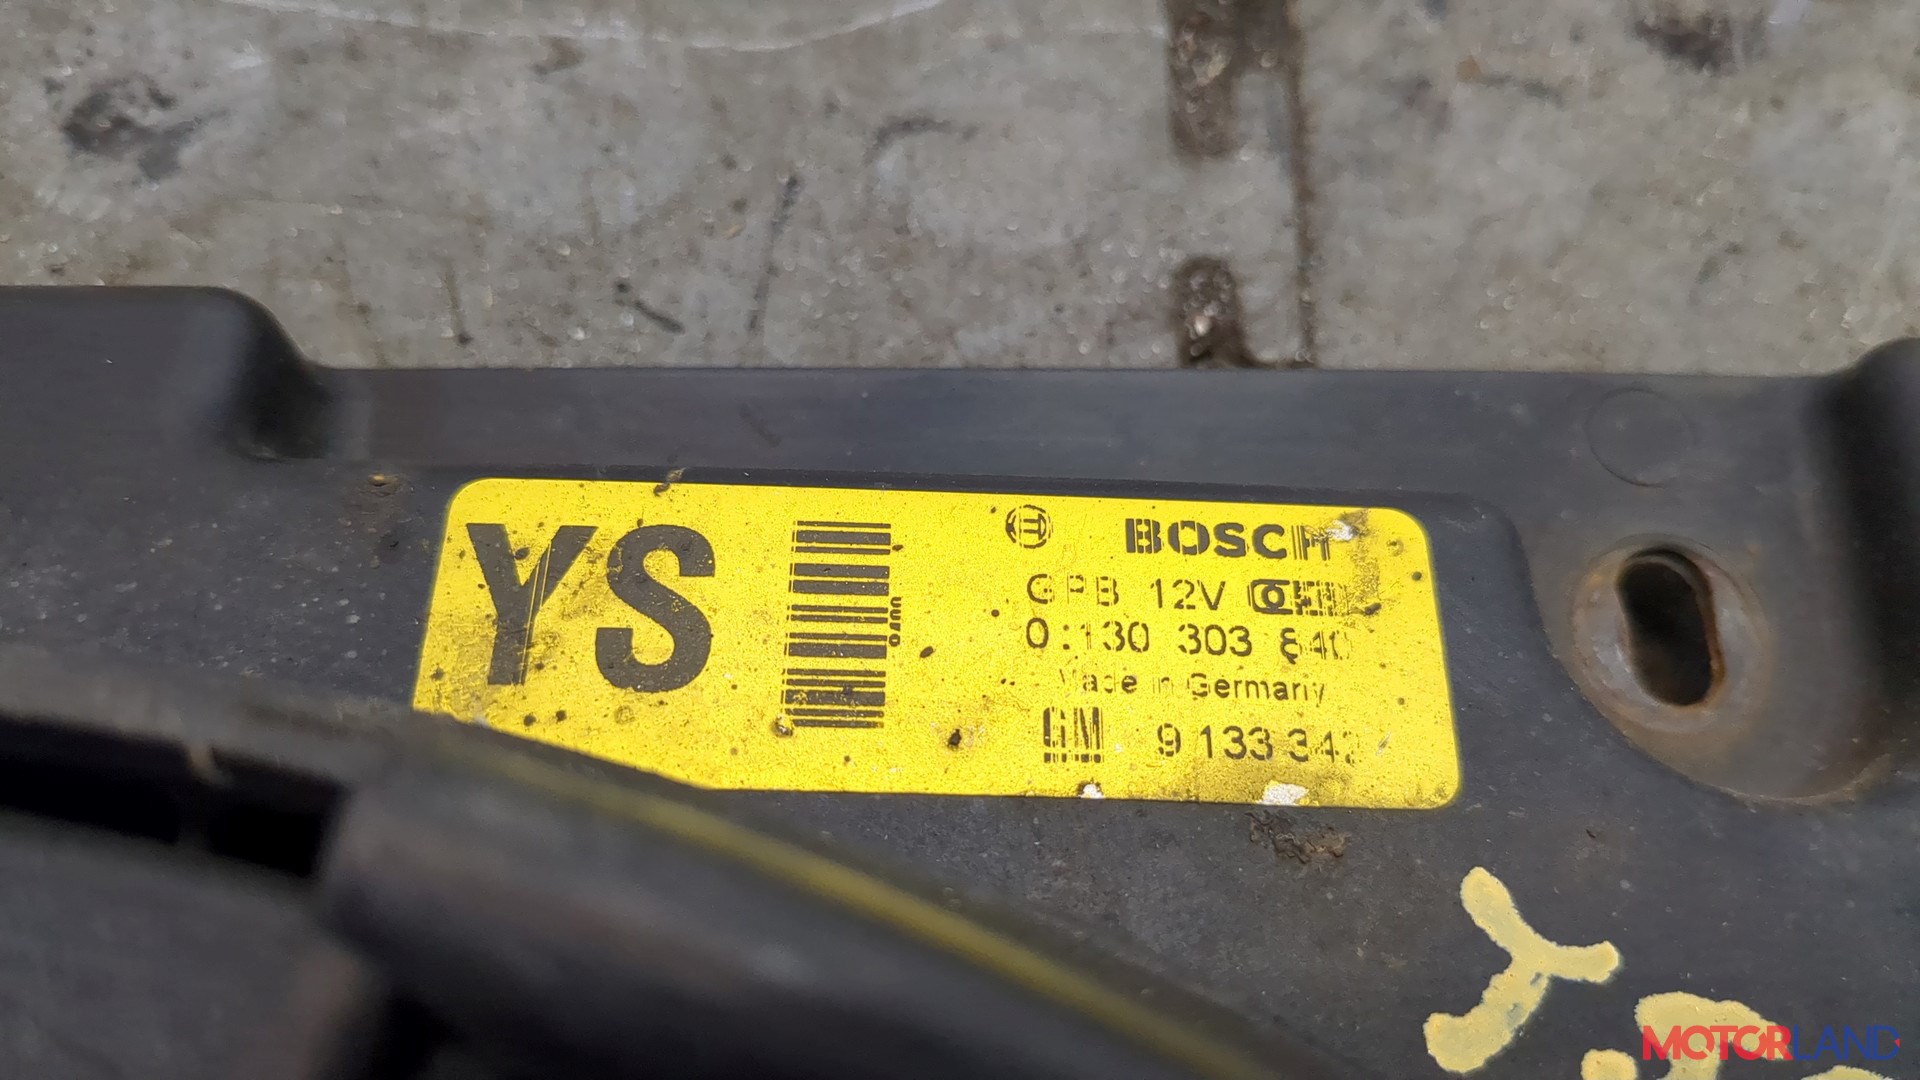 YS
BOSCH
GPB 12V
0 130 303 840
Made in Germany
GM 9 133 342
MOTORLAND